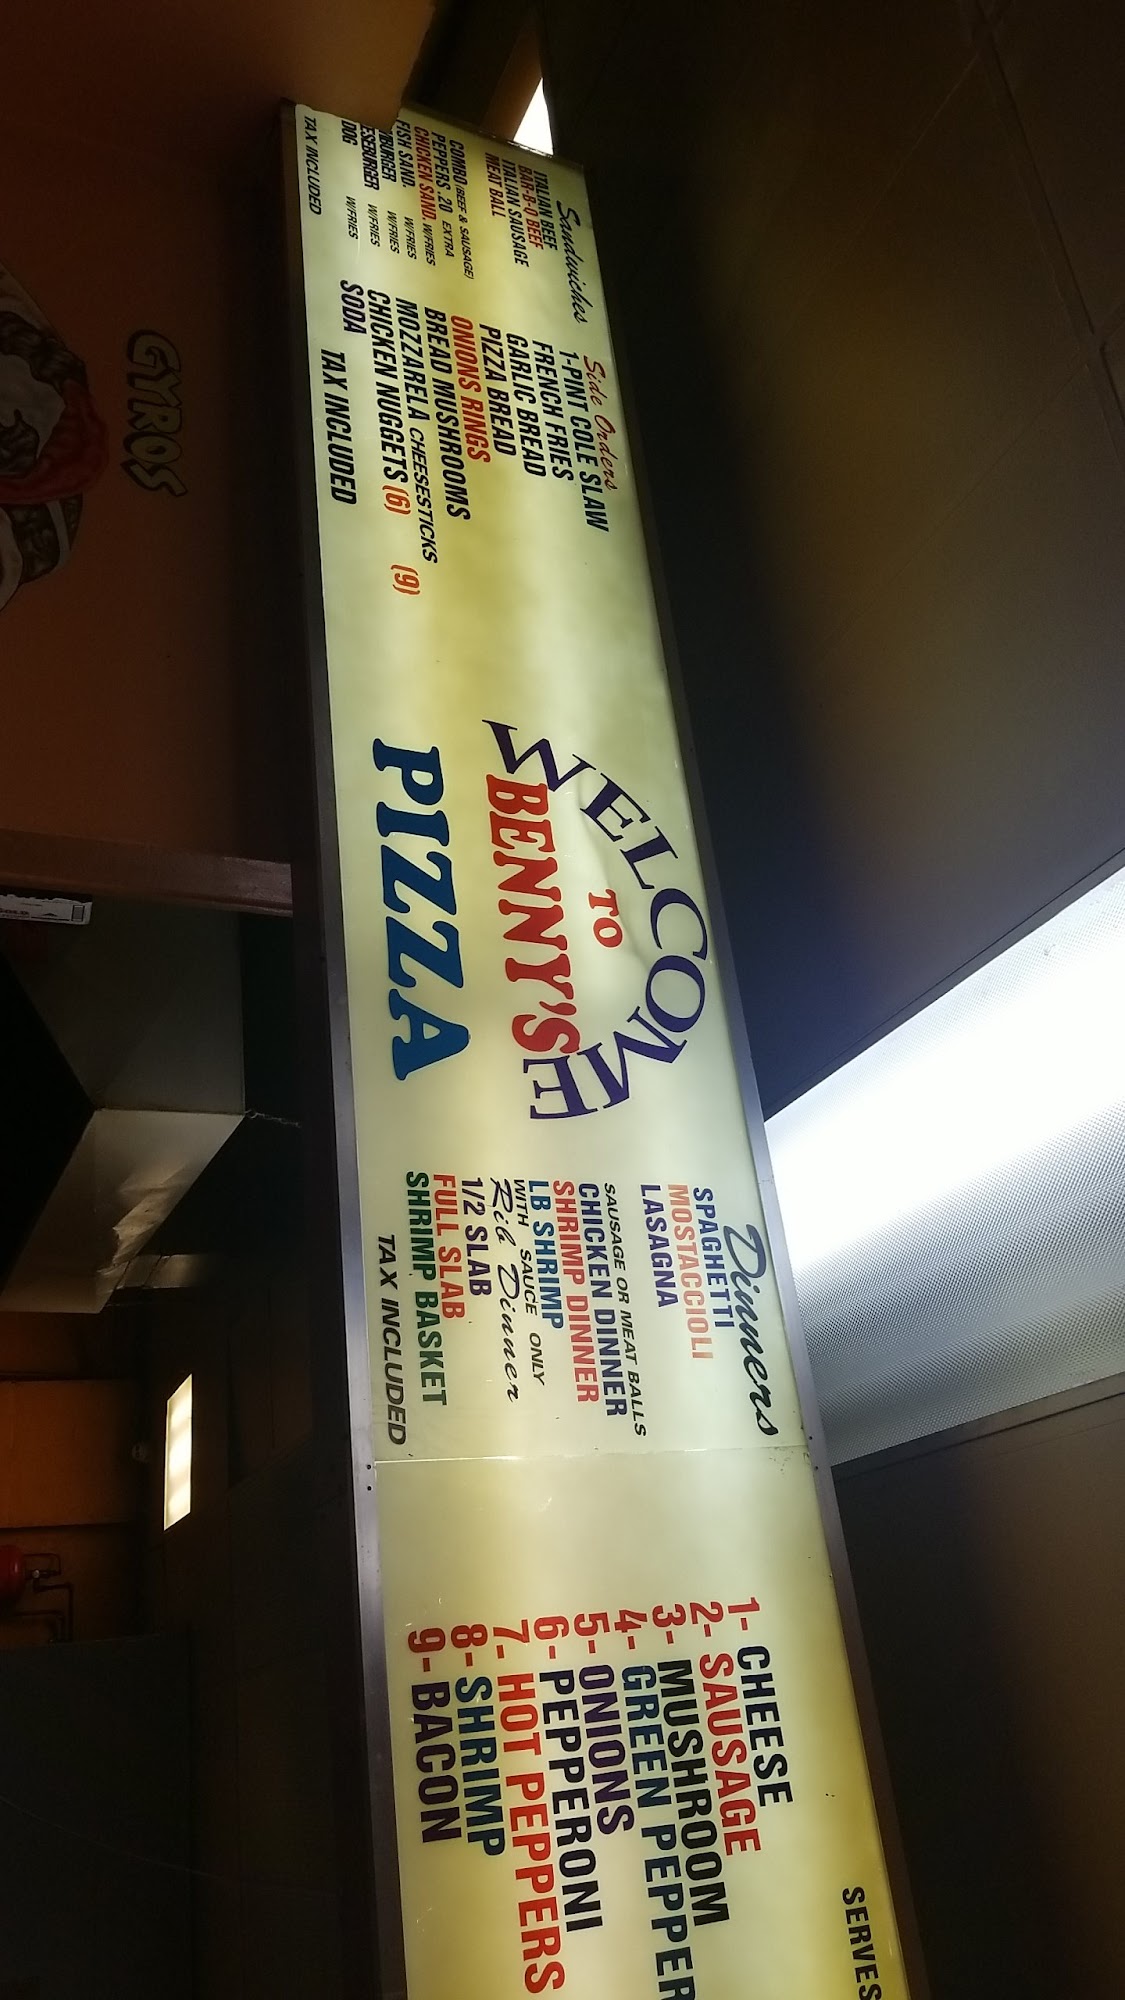 GYROS
Sandwiches
ITALIAN BEEF
BAR-B-Q BEEF
ITALIAN SAUSAGE
MEAT BALL
COMBO (BEEF & SAUSAGE)
PEPPERS .20 EXTRA
CHICKEN SAND. W/FRIES
FISH SAND. W/FRIES
BURGER W/FRIES
ESEBURGER W/FRIES
DOG W/FRIES
TAX INCLUDED
Side Orders
1-PINT COLE SLAW
FRENCH FRIES
GARLIC BREAD
PIZZA BREAD
ONIONS RINGS
BREAD MUSHROOMS
MOZZARELA CHEESESTICKS
CHICKEN NUGGETS (6) (9)
SODA
TAX INCLUDED
WELCOME
TO
BENNY'S
PIZZA
Dinners
SPAGHETTI
MOSTACCIOLI
LASAGNA
SAUSAGE OR MEAT BALLS
CHICKEN DINNER
SHRIMP DINNER
LB SHRIMP
WITH SAUCE ONLY
Rib Dinner
1/2 SLAB
FULL SLAB
SHRIMP BASKET
TAX INCLUDED
SERVES
1- CHEESE
2- SAUSAGE
3- MUSHROOM
4- GREEN PEPPER
5- ONIONS
6- PEPPERONI
7- HOT PEPPERS
8- SHRIMP
9- BACON